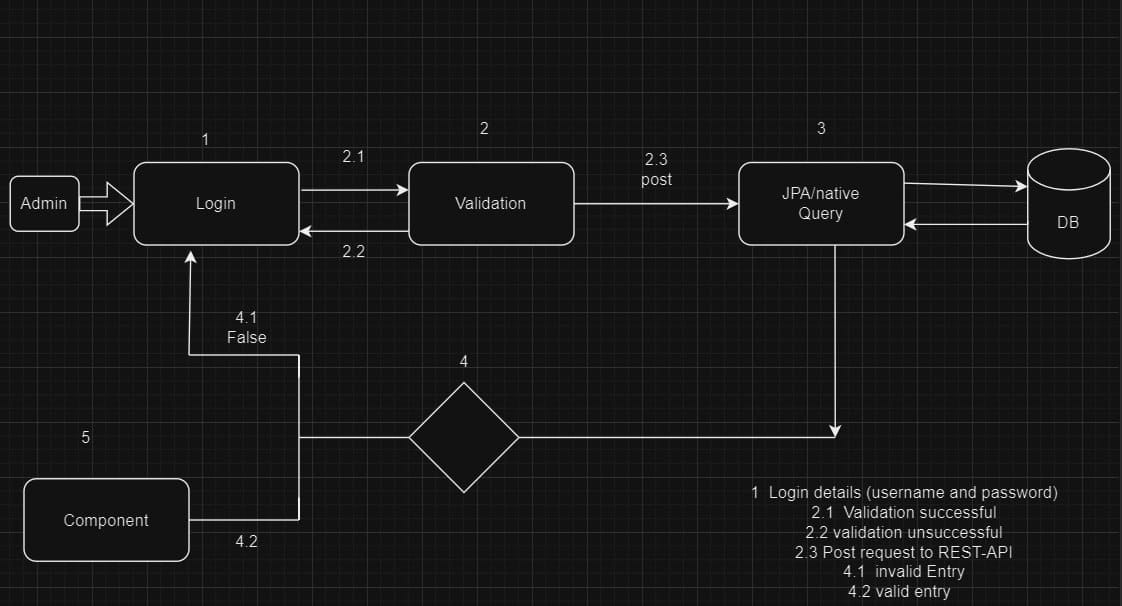 1
2
3
2.1
2.3
post
Admin
Login
Validation
JPA/native
Query
DB
2.2
4.1
False
4
5
Component
4.2
1 Login details (username and password)
2.1 Validation successful
2.2 validation unsuccessful
2.3 Post request to REST-API
4.1 invalid Entry
4.2 valid entry